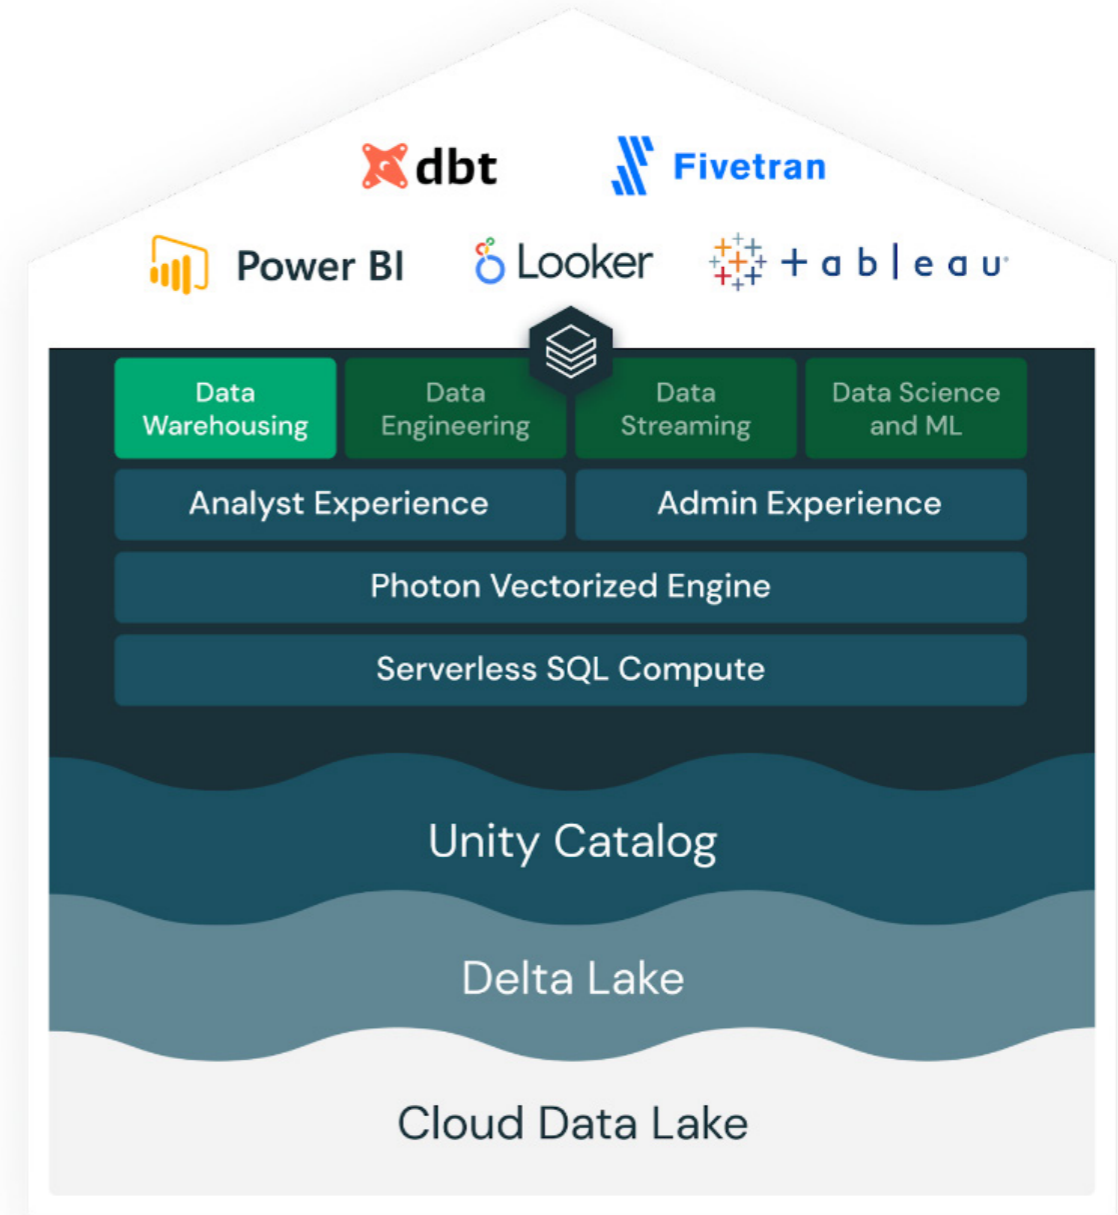 dbt
Fivetran
Power BI
Looker
+ableau
Data
Warehousing
Data
Engineering
Data
Streaming
Data Science
and ML
Analyst Experience
Admin Experience
Photon Vectorized Engine
Serverless SQL Compute
Unity Catalog
Delta Lake
Cloud Data Lake